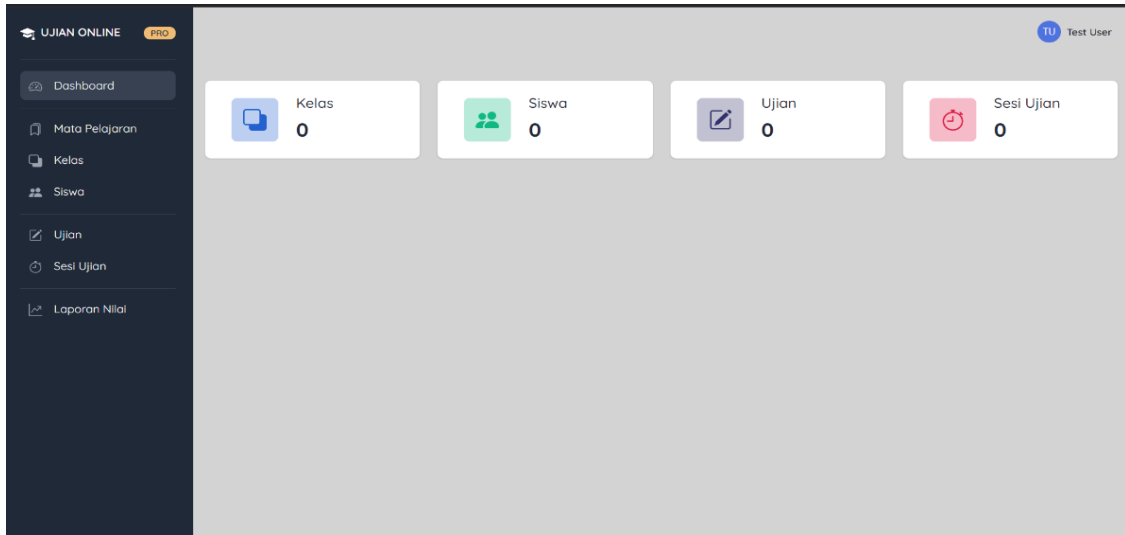 UJIAN ONLINE PRO
Dashboard
Mata Pelajaran
Kelas
Siswa
Ujian
Sesi Ujian
Laporan Nilai
TU Test User
Kelas
0
Siswa
0
Ujian
0
Sesi Ujian
0